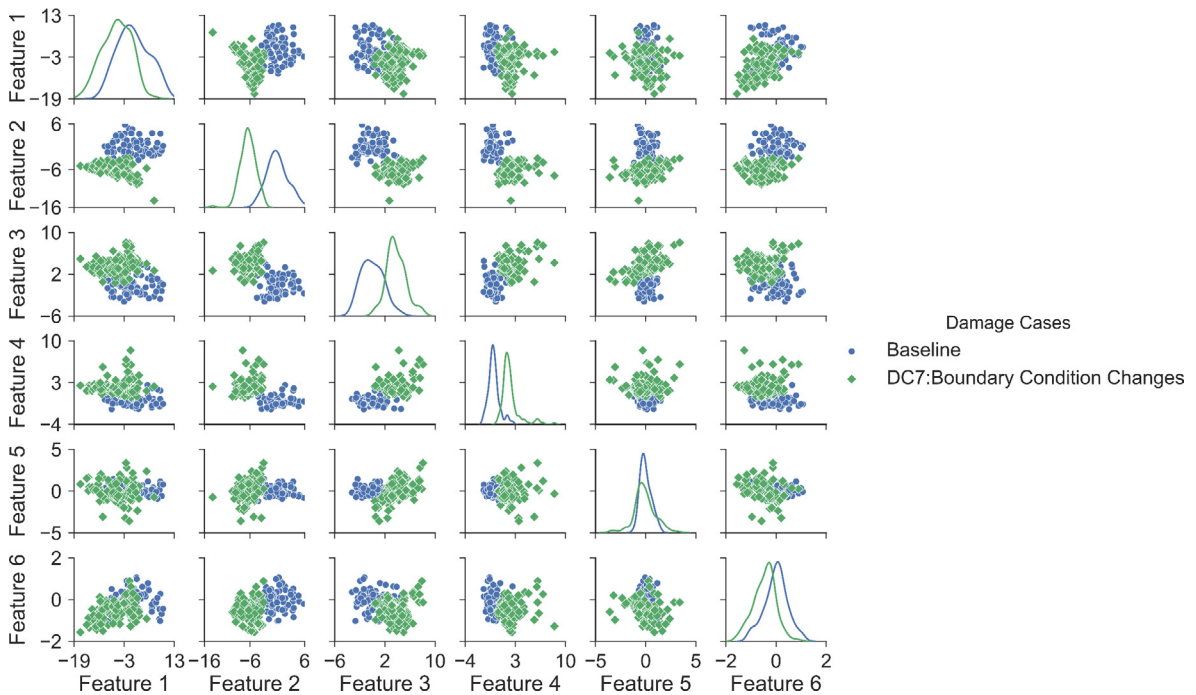 Feature 1
13
−3
−19
Feature 2
6
−6
−16
Feature 3
10
2
−6
Feature 4
10
3
−4
Feature 5
5
0
−5
Feature 6
2
0
−2
−19 −3 13
−16 −6 6
−6 2 10
−4 3 10
−5 0 5
−2 0 2
Feature 1 Feature 2 Feature 3 Feature 4 Feature 5 Feature 6
Damage Cases
Baseline
DC7:Boundary Condition Changes